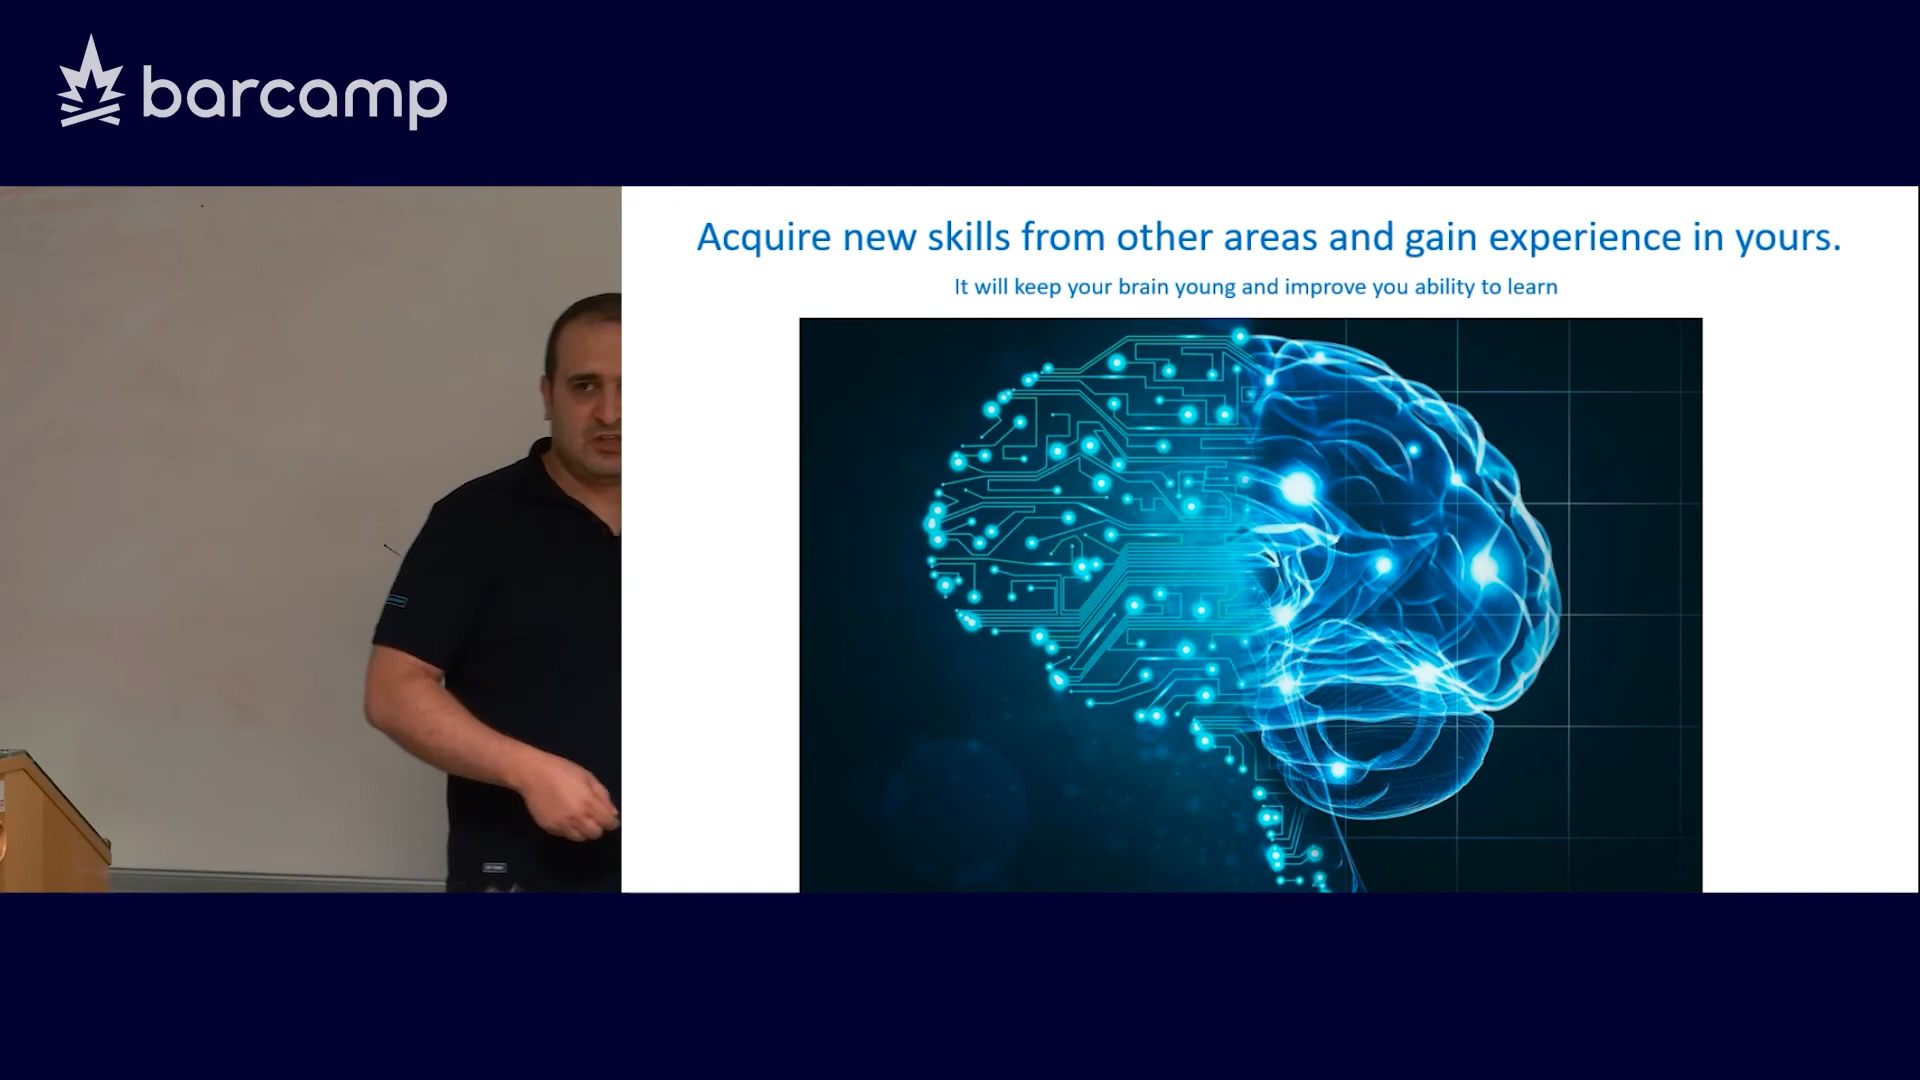 barcamp
Acquire new skills from other areas and gain experience in yours.
It will keep your brain young and improve you ability to learn